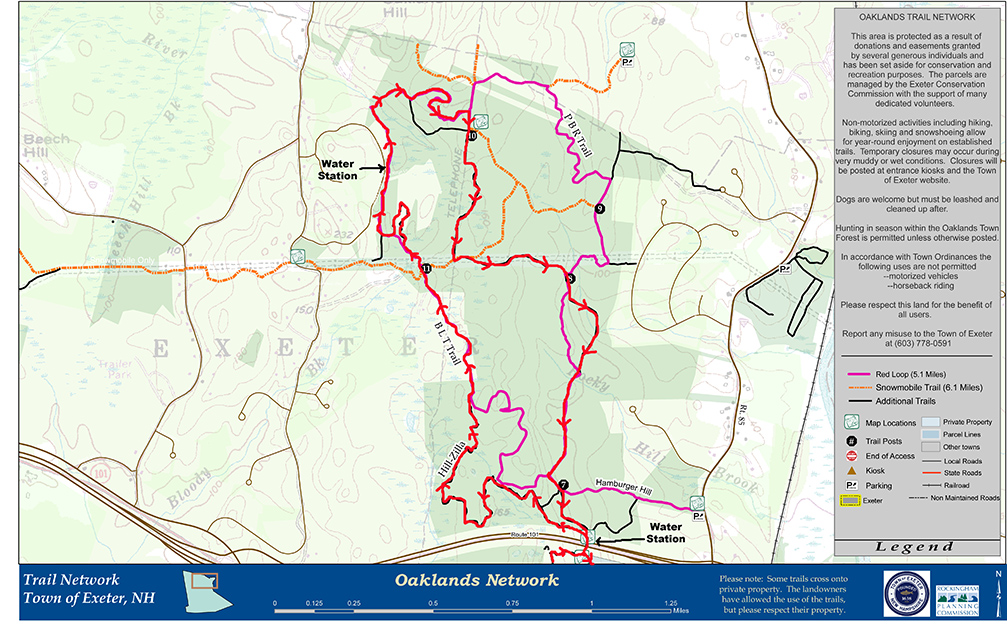 Hill
88
River
Bk
Beech
Hill
Beech Hill
Water
Station
TELEPHONE
10
P B R Trail
9
232
110
11
8
150
B L T Trail
E X E T E R
Trailer
Park
Bk
Rocky
Rt. 85
101
Bloody
Hill-Zilla
Hill
Brook
7
Hamburger Hill
165
Route 101
Water
Station
P
P
P
OAKLANDS TRAIL NETWORK
This area is protected as a result of
donations and easements granted
by several generous individuals and
has been set aside for conservation and
recreation purposes. The parcels are
managed by the Exeter Conservation
Commission with the support of many
dedicated volunteers.
Non-motorized activities including hiking,
biking, skiing and snowshoeing allow
for year-round enjoyment on established
trails. Temporary closures may occur during
very muddy or wet conditions. Closures will
be posted at entrance kiosks and the Town
of Exeter website.
Dogs are welcome but must be leashed and
cleaned up after.
Hunting in season within the Oaklands Town
Forest is permitted unless otherwise posted.
In accordance with Town Ordinances the
following uses are not permitted
--motorized vehicles
--horseback riding
Please respect this land for the benefit of
all users.
Report any misuse to the Town of Exeter
at (603) 778-0591
Red Loop (5.1 Miles)
Snowmobile Trail (6.1 Miles)
Additional Trails
Map Locations
# Trail Posts
End of Access
Kiosk
P Parking
Exeter
Private Property
Parcel Lines
Other towns
Local Roads
State Roads
Railroad
Non Maintained Roads
Legend
Trail Network
Town of Exeter, NH
Oaklands Network
0 0.125 0.25 0.5 0.75 1 1.25
Miles
Please note: Some trails cross onto
private property. The landowners
have allowed the use of the trails,
but please respect their property.
TOWN OF EXETER
NEW HAMPSHIRE
ROCKINGHAM
PLANNING
COMMISSION
N